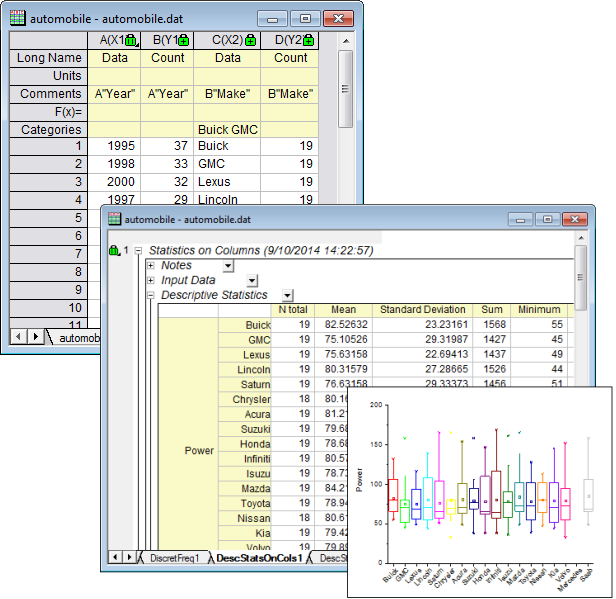 automobile - automobile.dat
A(X1 B(Y1 C(X2) D(Y2
Long Name Data Count Data Count
Units
Comments A"Year" A"Year" B"Make" B"Make"
F(x)=
Categories Buick GMC
1 1995 37 Buick 19
2 1998 33 GMC 19
3 2000 32 Lexus 19
4 1997 29 Lincoln 19
5
6
7
8
9
10
11
automob
automobile - automobile.dat
1 Statistics on Columns (9/10/2014 14:22:57)
Notes
Input Data
Descriptive Statistics
N total Mean Standard Deviation Sum Minimum
Power
Buick 19 82.52632 23.23161 1568 55
GMC 19 75.10526 29.31987 1427 45
Lexus 19 75.63158 22.69413 1437 49
Lincoln 19 80.31579 27.28665 1526 44
Saturn 19 76.63158 29.33373 1456 51
Chrysler 18 80.16
Acura 19 81.21
Suzuki 19 79.68
Honda 19 78.68
Infiniti 19 80.57
Isuzu 19 78.73
Mazda 19 84.21
Toyota 19 78.94
Nissan 18 80.61
Kia 19 79.42
Volvo 19 79.89
DiscretFreq1 DescStatsOnCols1 DescS
Power
200
150
100
50
0
Buick GMC Lexus Lincoln Saturn Chrysler Acura Suzuki Honda Infiniti Isuzu Mazda Toyota Nissan Kia Volvo Mercedes Saab